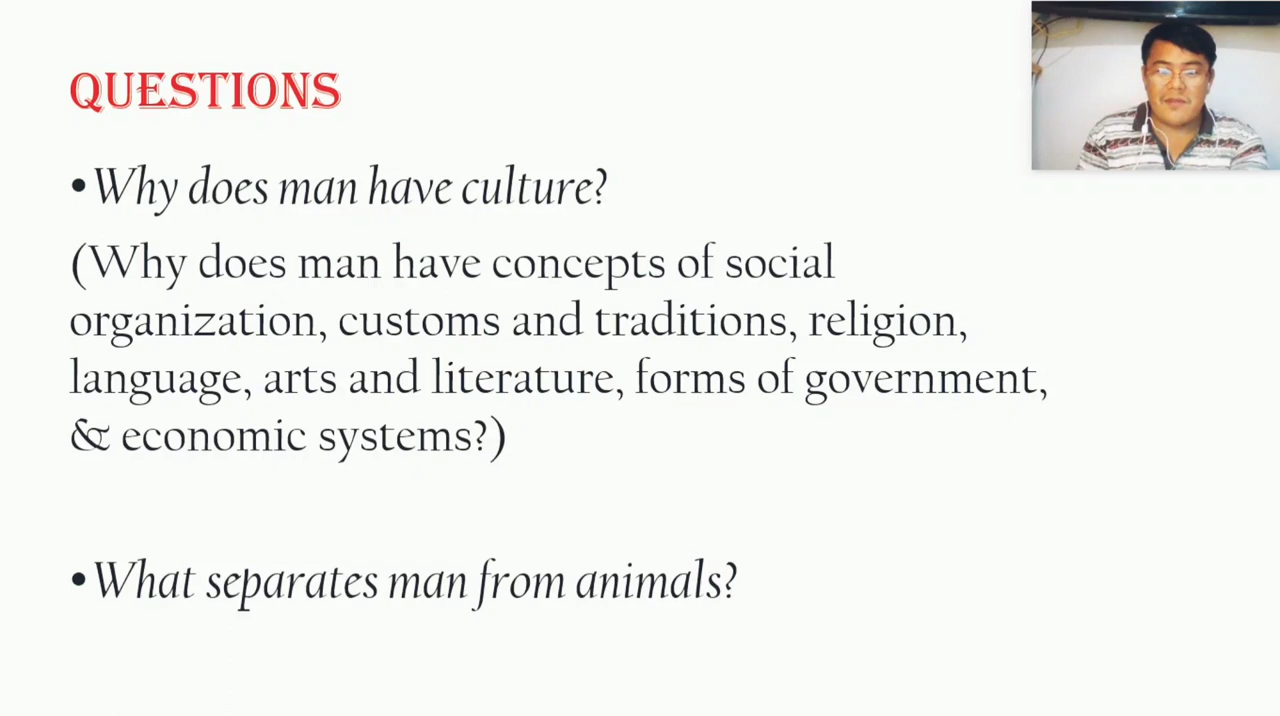 QUESTIONS
•Why does man have culture?
(Why does man have concepts of social
organization, customs and traditions, religion,
language, arts and literature, forms of government,
& economic systems?)
•What separates man from animals?